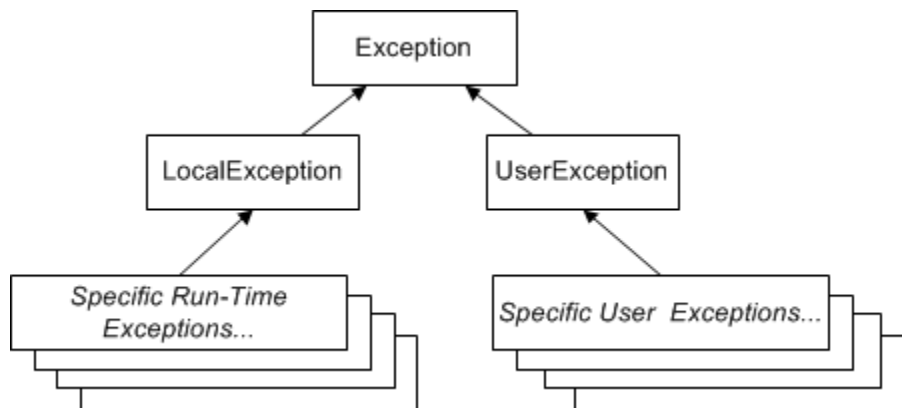 Exception
LocalException
UserException
Specific Run-Time
Exceptions...
Specific User  Exceptions...